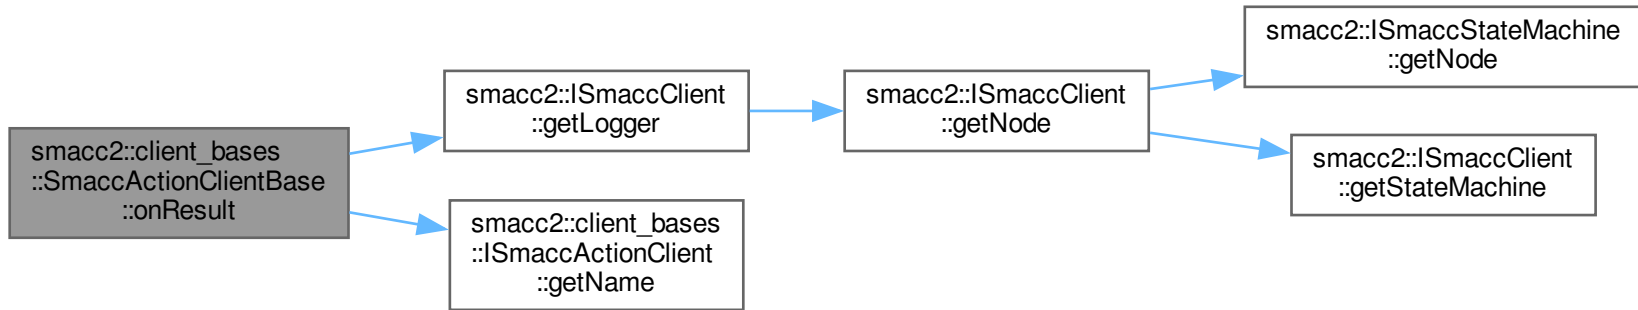 smacc2::client_bases
::SmaccActionClientBase
::onResult
smacc2::ISmaccClient
::getLogger
smacc2::client_bases
::ISmaccActionClient
::getName
smacc2::ISmaccClient
::getNode
smacc2::ISmaccStateMachine
::getNode
smacc2::ISmaccClient
::getStateMachine